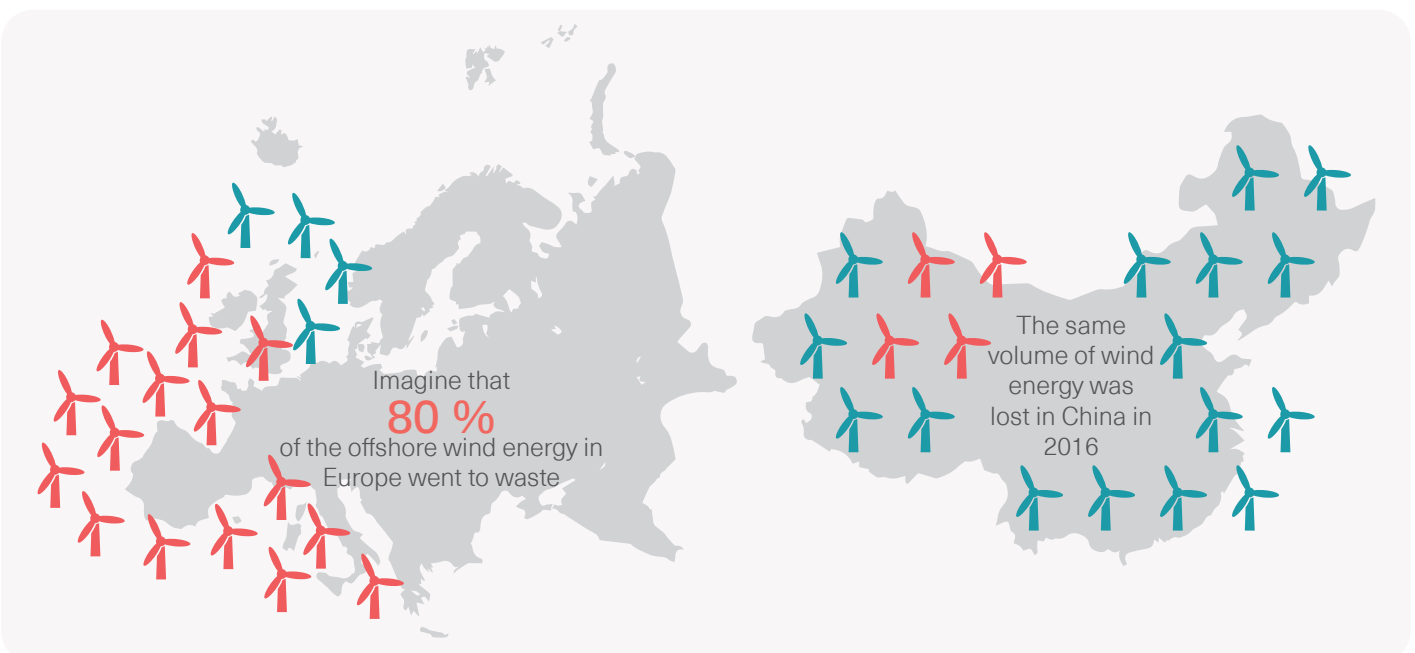 Imagine that
80 %
of the offshore wind energy in
Europe went to waste
The same
volume of wind
energy was
lost in China in
2016